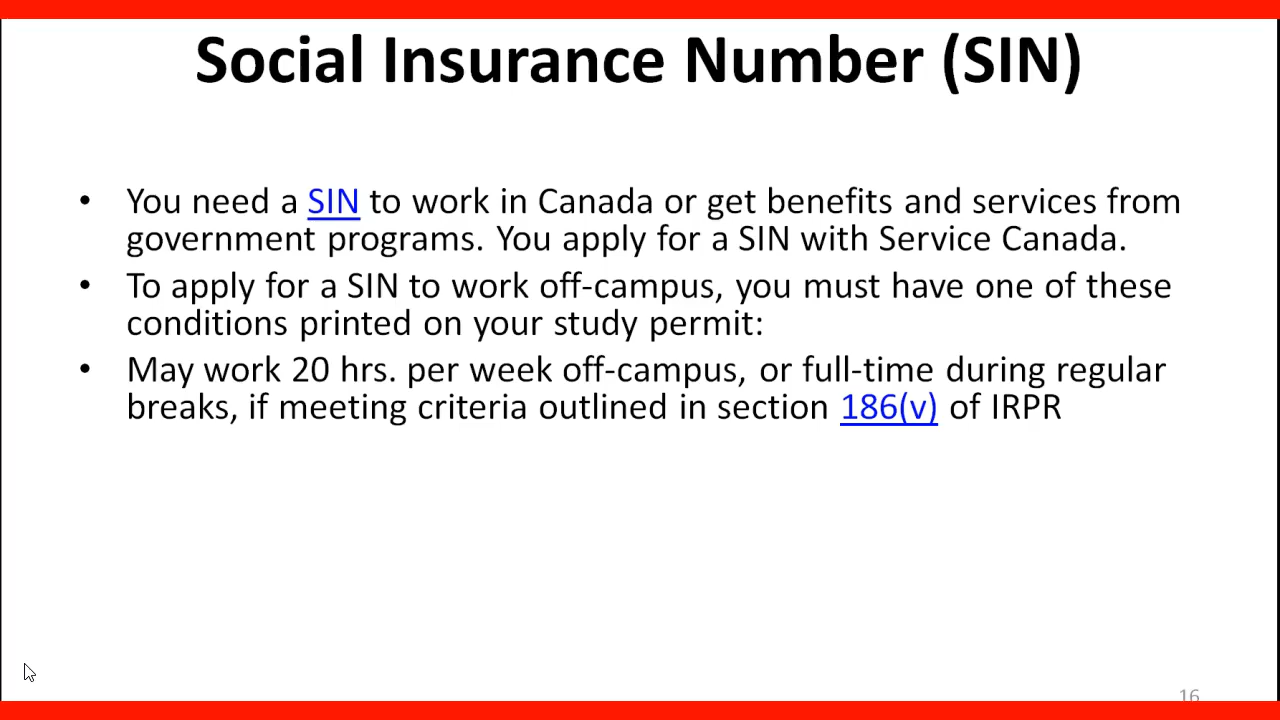 Social Insurance Number (SIN)
• You need a SIN to work in Canada or get benefits and services from
government programs. You apply for a SIN with Service Canada.
• To apply for a SIN to work off-campus, you must have one of these
conditions printed on your study permit:
• May work 20 hrs. per week off-campus, or full-time during regular
breaks, if meeting criteria outlined in section 186(v) of IRPR
16